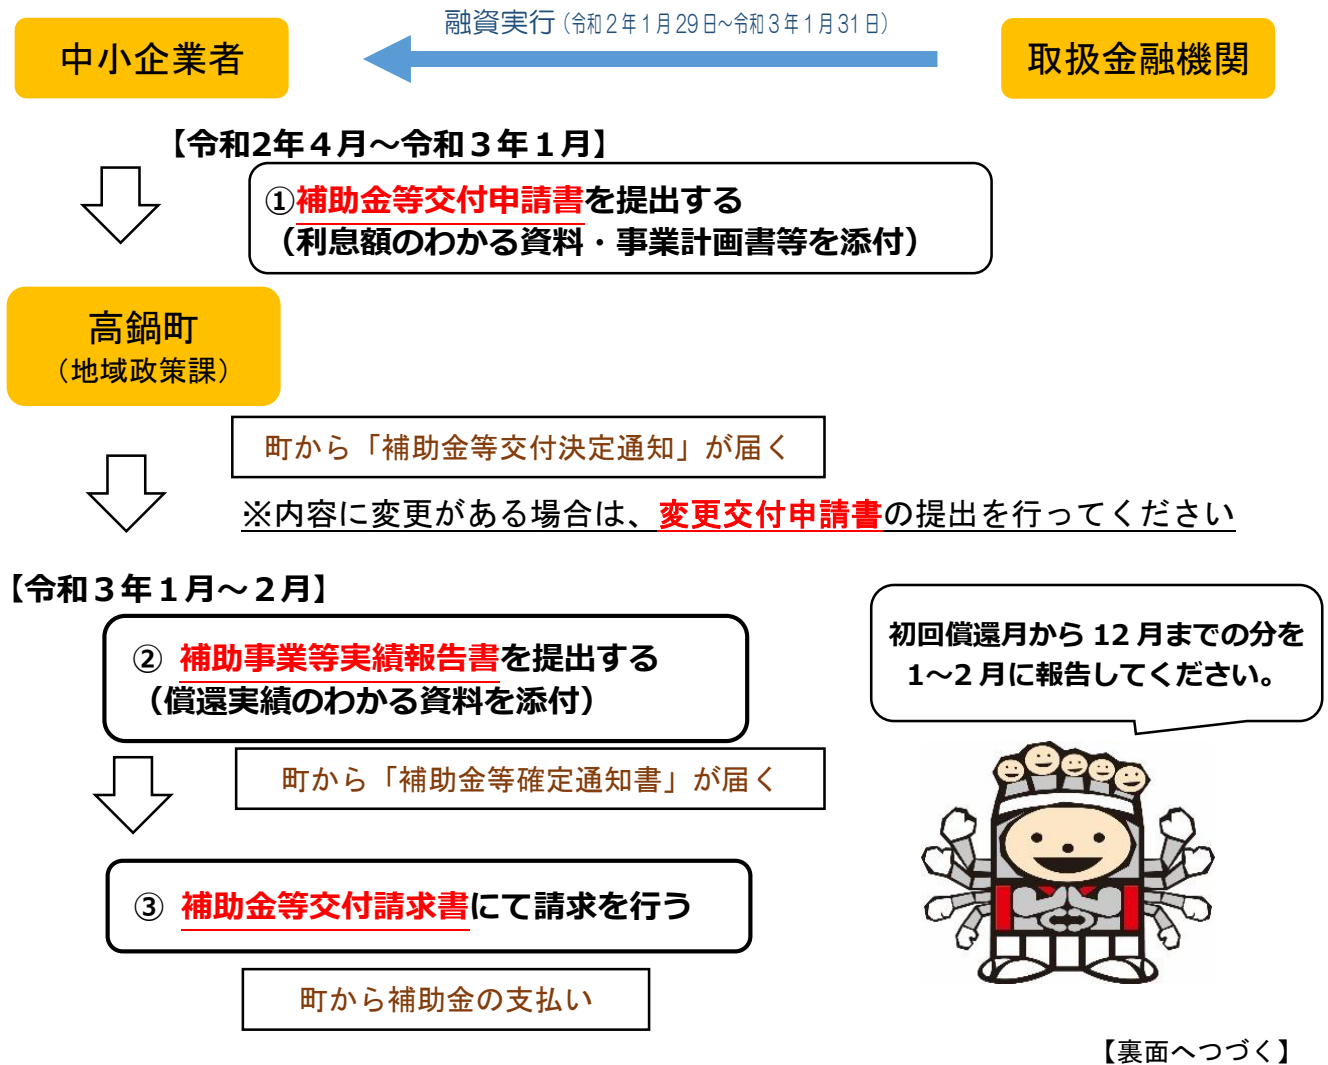 融資実行(令和2年1月29日~令和3年1月31日)
中小企業者
取扱金融機関
【令和2年4月～令和3年1月】
①補助金等交付申請書を提出する
（利息額のわかる資料・事業計画書等を添付）
高鍋町
（地域政策課）
町から「補助金等交付決定通知」が届く
※内容に変更がある場合は、変更交付申請書の提出を行ってください
【令和3年1月～2月】
② 補助事業等実績報告書を提出する
（償還実績のわかる資料を添付）
初回償還月から 12 月までの分を
1～2 月に報告してください。
町から「補助金等確定通知書」が届く
③ 補助金等交付請求書にて請求を行う
町から補助金の支払い
【裏面へつづく】